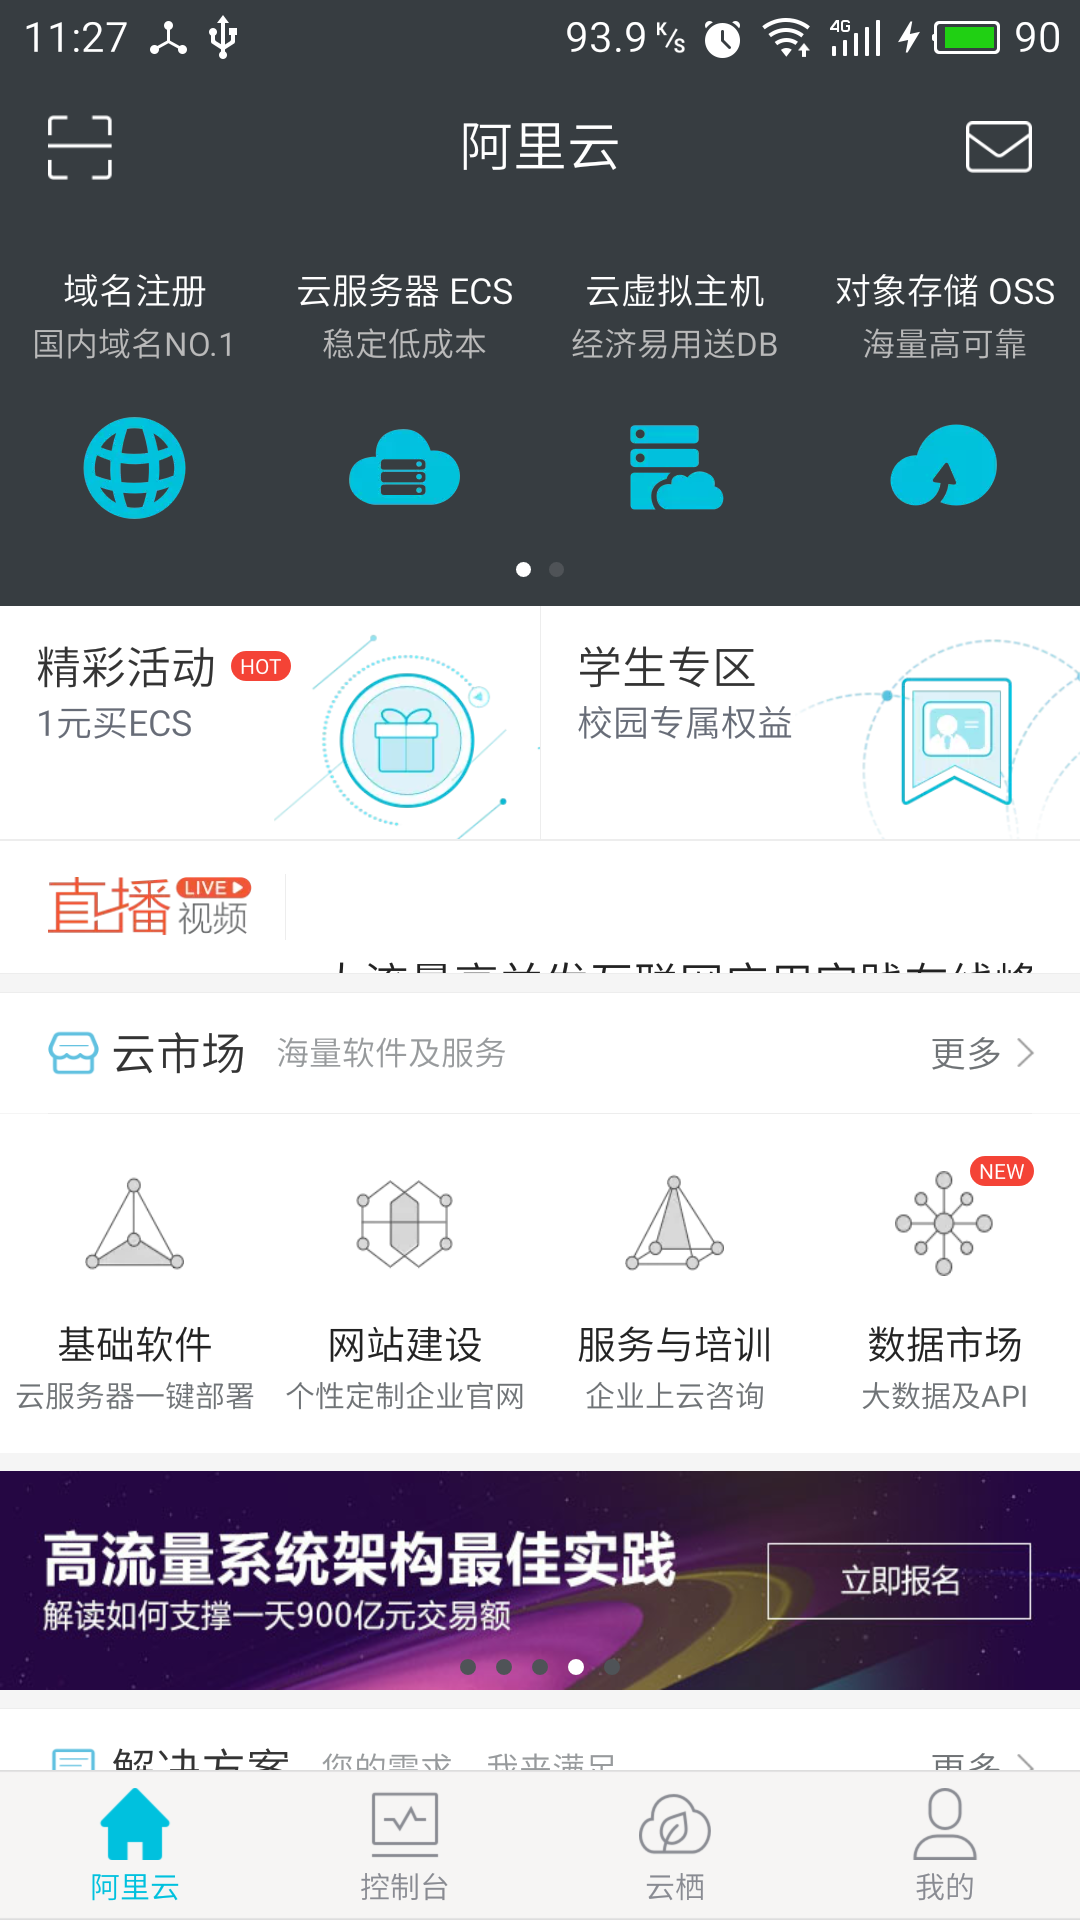 11:27 93.9 K/S 4G 90
阿里云
域名注册 云服务器 ECS 云虚拟主机 对象存储 OSS
国内域名NO.1 稳定低成本 经济易用送DB 海量高可靠
精彩活动 HOT 学生专区
1元买ECS 校园专属权益
直播 LIVE 视频
云市场 海量软件及服务 更多
NEW
基础软件 网站建设 服务与培训 数据市场
云服务器一键部署 个性定制企业官网 企业上云咨询 大数据及API
高流量系统架构最佳实践
解读如何支撑一天900亿元交易额
立即报名
解决方案 您的需求 我来满足 更多
阿里云 控制台 云栖 我的